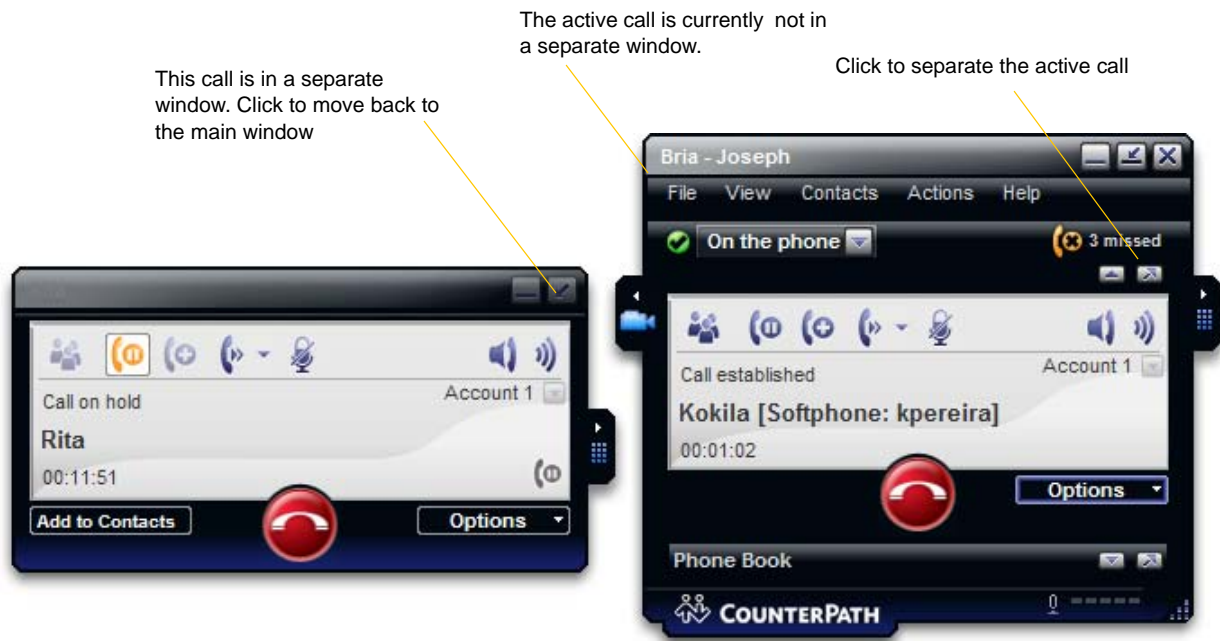 The active call is currently not in
a separate window.
Click to separate the active call
This call is in a separate
window. Click to move back to
the main window
Bria - Joseph
File View Contacts Actions Help
On the phone
3 missed
Call established
Account 1
Kokila [Softphone: kpereira]
00:01:02
Options
Phone Book
COUNTERPATH
Call on hold
Account 1
Rita
00:11:51
Add to Contacts
Options